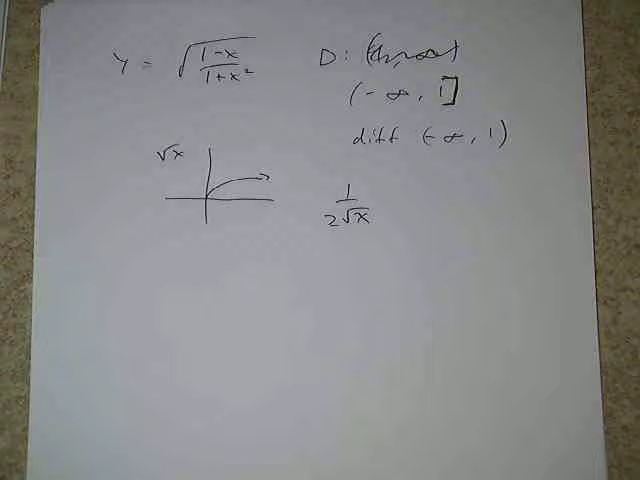 y = √((1-x)/(1+x²)) D:
(-∞, 1]
diff (-∞, 1)
√x
1/(2√x)